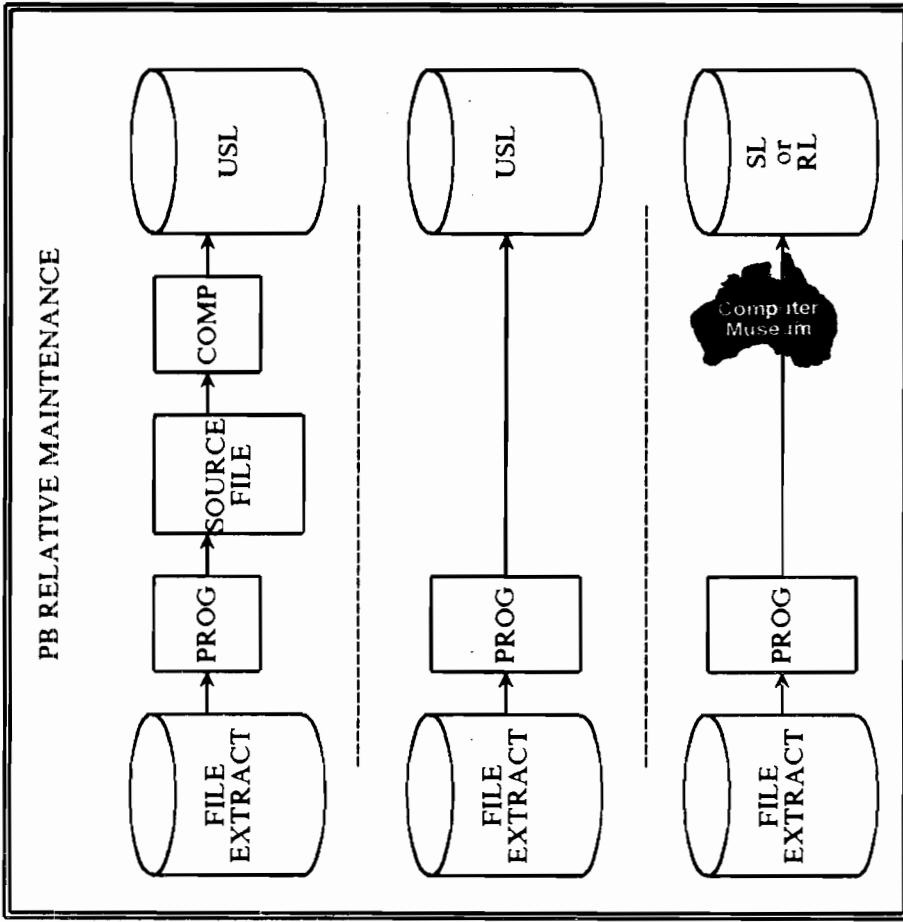 PB RELATIVE MAINTENANCE
FILE
EXTRACT
PROG
SOURCE
FILE
COMP
USL
FILE
EXTRACT
PROG
USL
FILE
EXTRACT
PROG
Computer
Museum
SL
or
RL